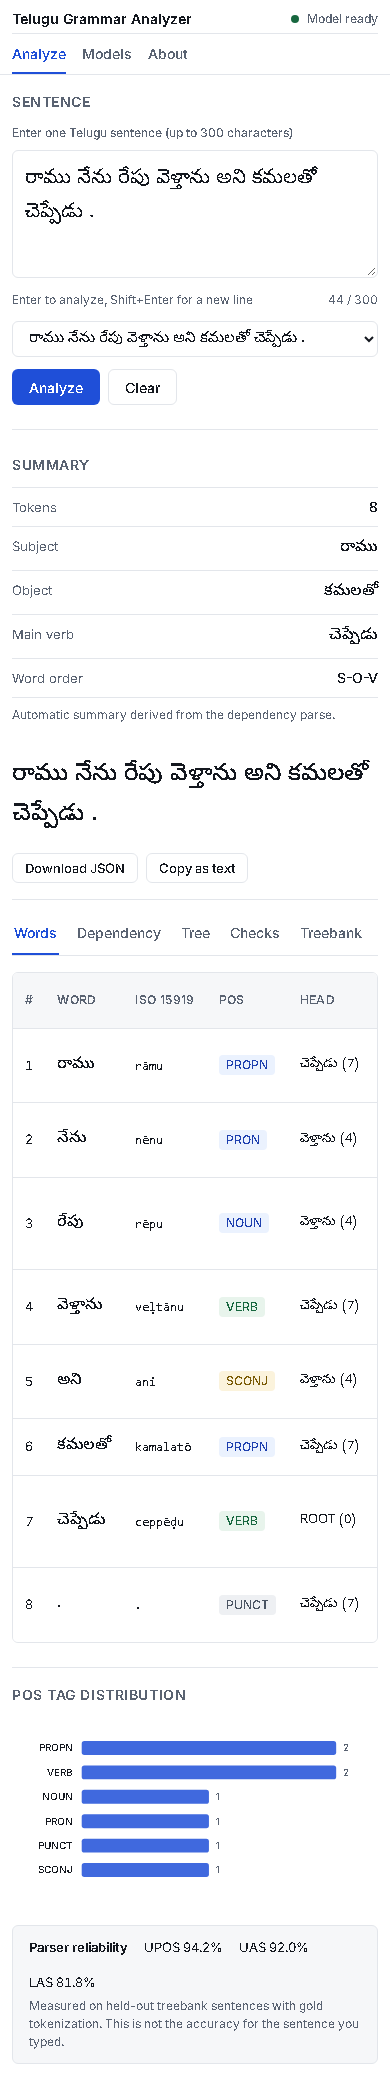 Telugu Grammar Analyzer
Model ready
Analyze Models About
SENTENCE
Enter one Telugu sentence (up to 300 characters)
రాము నేను రేపు వెళ్తాను అని కమలతో
చెప్పేడు .
Enter to analyze, Shift+Enter for a new line 44 / 300
రాము నేను రేపు వెళ్తాను అని కమలతో చెప్పేడు .
Analyze Clear
SUMMARY
Tokens 8
Subject రాము
Object కమలతో
Main verb చెప్పేడు
Word order S-O-V
Automatic summary derived from the dependency parse.
రాము నేను రేపు వెళ్తాను అని కమలతో
చెప్పేడు .
Download JSON Copy as text
Words Dependency Tree Checks Treebank
# WORD ISO 15919 POS HEAD
1 రాము rāmu PROPN చెప్పేడు (7)
2 నేను nēnu PRON వెళ్తాను (4)
3 రేపు rēpu NOUN వెళ్తాను (4)
4 వెళ్తాను veḷtānu VERB చెప్పేడు (7)
5 అని ani SCONJ వెళ్తాను (4)
6 కమలతో kamalatō PROPN చెప్పేడు (7)
7 చెప్పేడు ceppēḍu VERB ROOT (0)
8 . . PUNCT చెప్పేడు (7)
POS TAG DISTRIBUTION
PROPN 2
VERB 2
NOUN 1
PRON 1
PUNCT 1
SCONJ 1
Parser reliability UPOS 94.2% UAS 92.0%
LAS 81.8%
Measured on held-out treebank sentences with gold
tokenization. This is not the accuracy for the sentence you
typed.